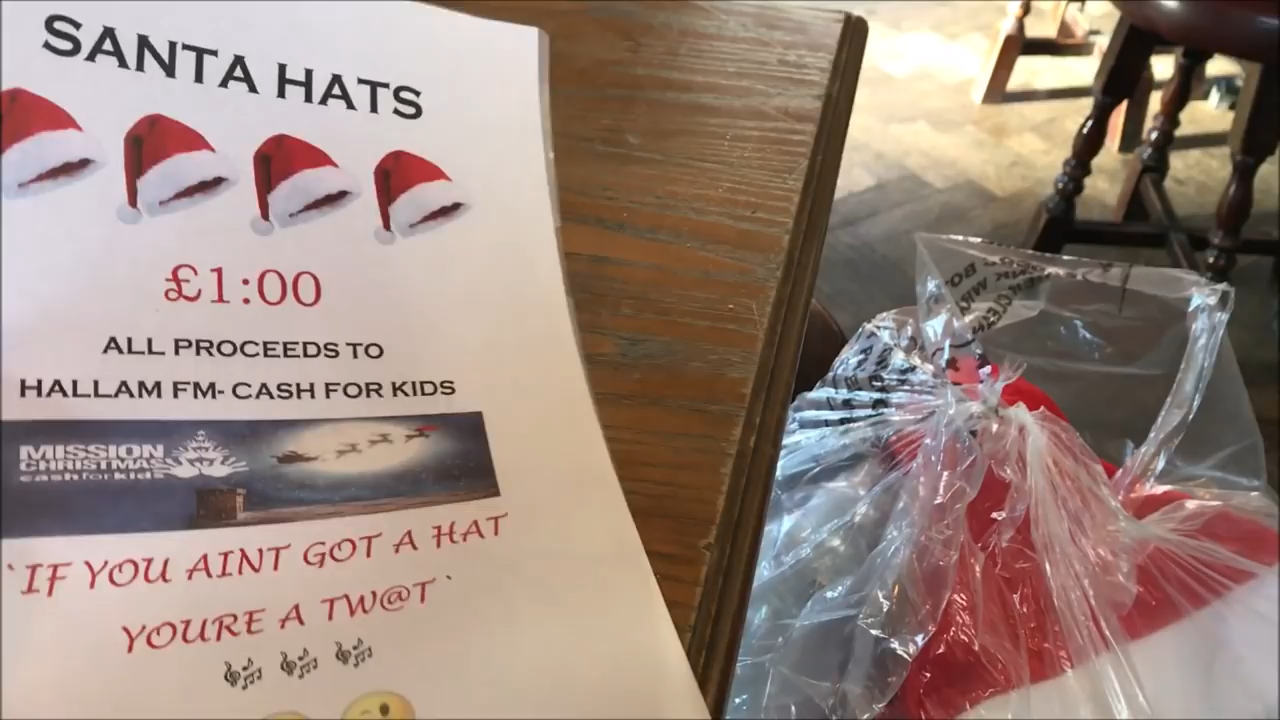 SANTA HATS
£1:00
ALL PROCEEDS TO
HALLAM FM- CASH FOR KIDS
MISSION
CHRISTMAS
cash for kids
`IF YOU AINT GOT A HAT
YOURE A TW@T`